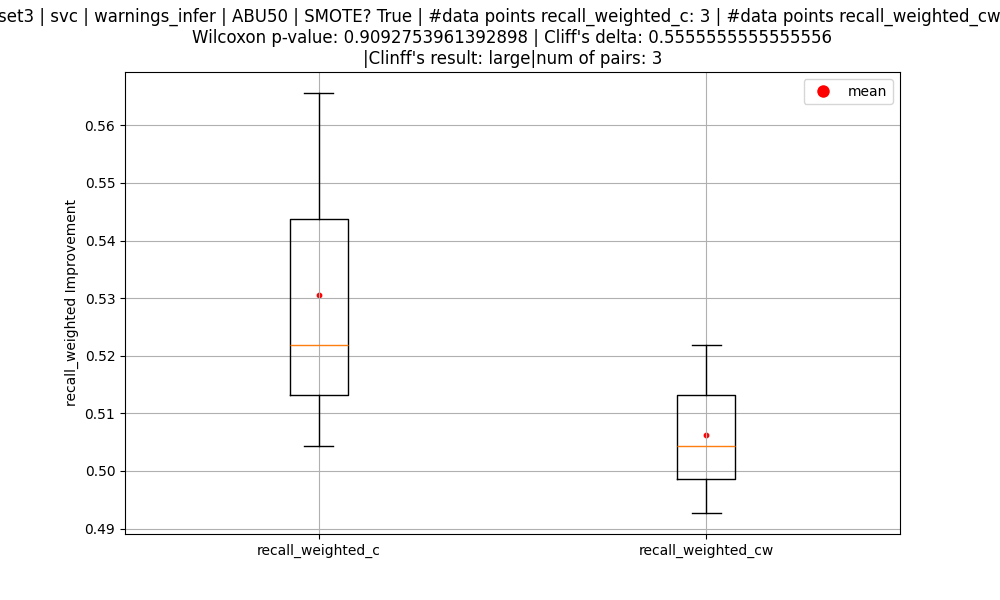 set3 | svc | warnings_infer | ABU50 | SMOTE? True | #data points recall_weighted_c: 3 | #data points recall_weighted_cw
Wilcoxon p-value: 0.9092753961392898 | Cliff's delta: 0.5555555555555556
|Clinff's result: large|num of pairs: 3
mean
0.56
0.55
0.54
0.53
0.52
0.51
0.50
0.49
recall_weighted Improvement
recall_weighted_c
recall_weighted_cw